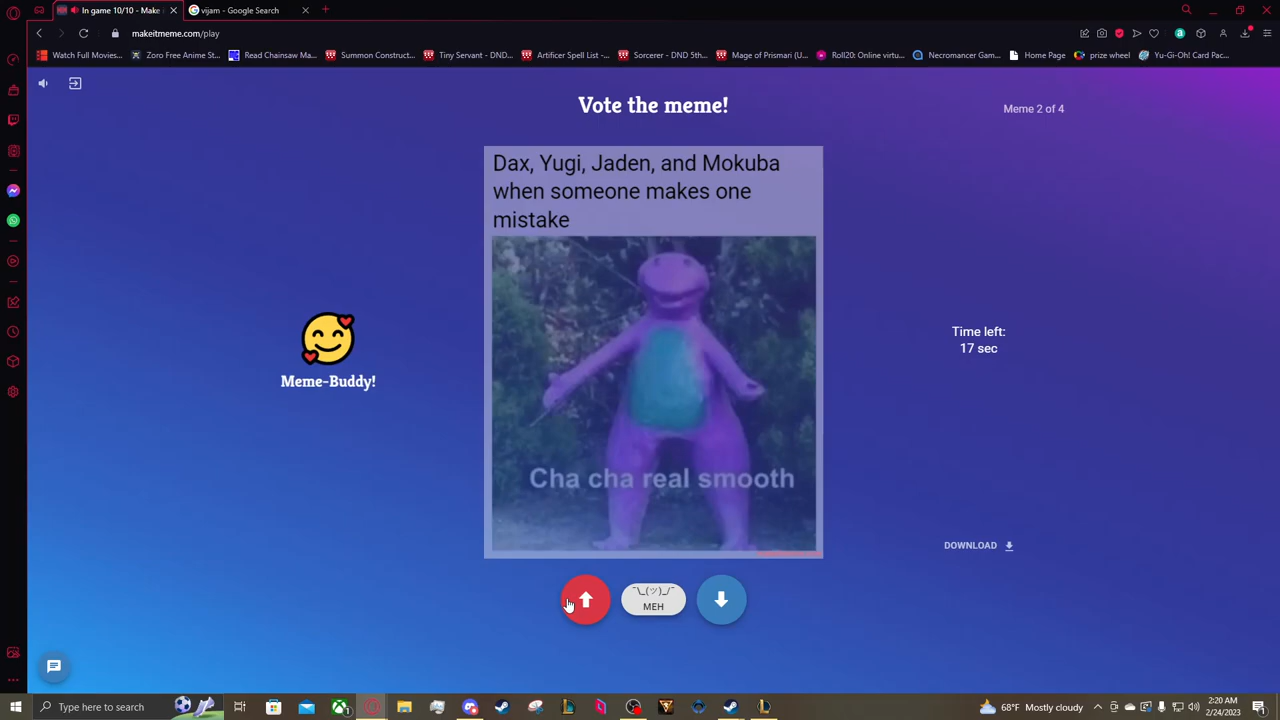 In game 10/10 - Make
vijam - Google Search
makeitmeme.com/play
Watch Full Movies...
Zoro Free Anime St...
Read Chainsaw Ma...
Summon Construct...
Tiny Servant - DND...
Artificer Spell List -...
Sorcerer - DND 5th...
Mage of Prismari (U...
Roll20: Online virtu...
Necromancer Gam...
Home Page
prize wheel
Yu-Gi-Oh! Card Pac...
Vote the meme!
Meme 2 of 4
Dax, Yugi, Jaden, and Mokuba
when someone makes one
mistake
Cha cha real smooth
Meme-Buddy!
Time left:
17 sec
DOWNLOAD
¯\_(ツ)_/¯
MEH
Type here to search
68°F Mostly cloudy
2:20 AM
2/24/2023